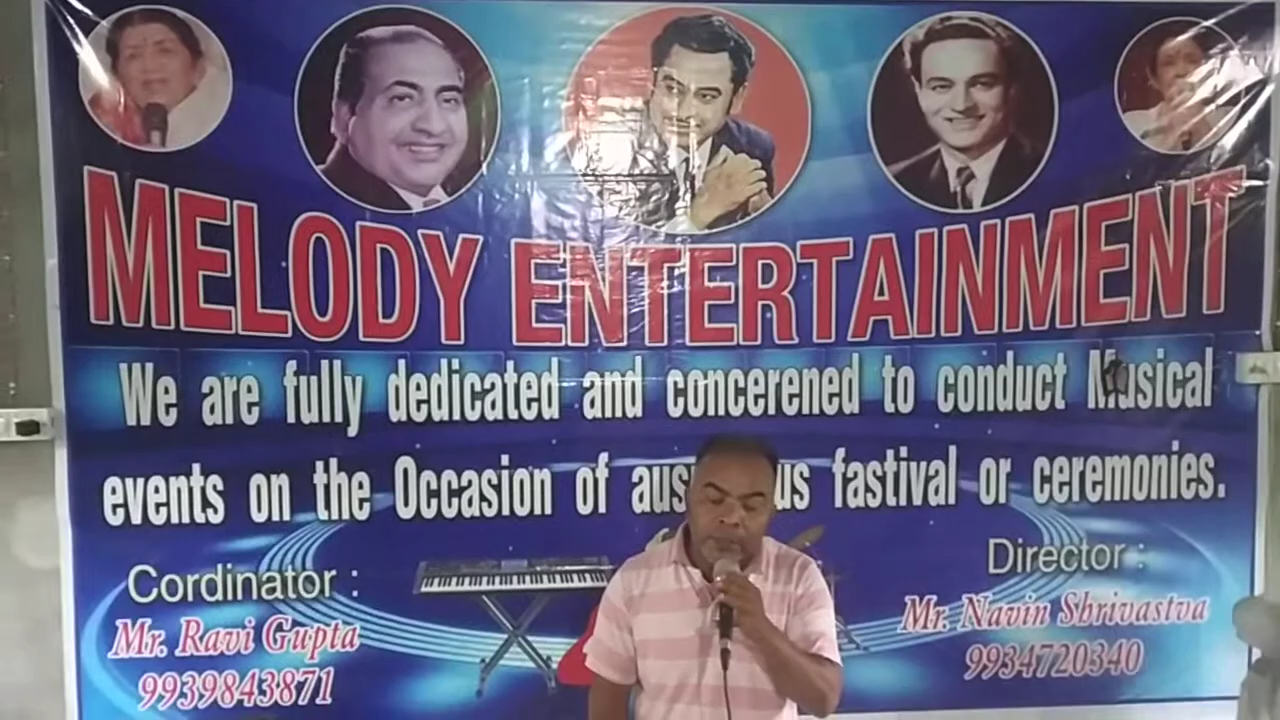 MELODY ENTERTAINMENT
We are fully dedicated and concerened to conduct Musical
events on the Occasion of fastival or ceremonies.
Cordinator :
Director :
Mr. Ravi Gupta
Mr. Navin Shrivastva
9939843871
9934720340